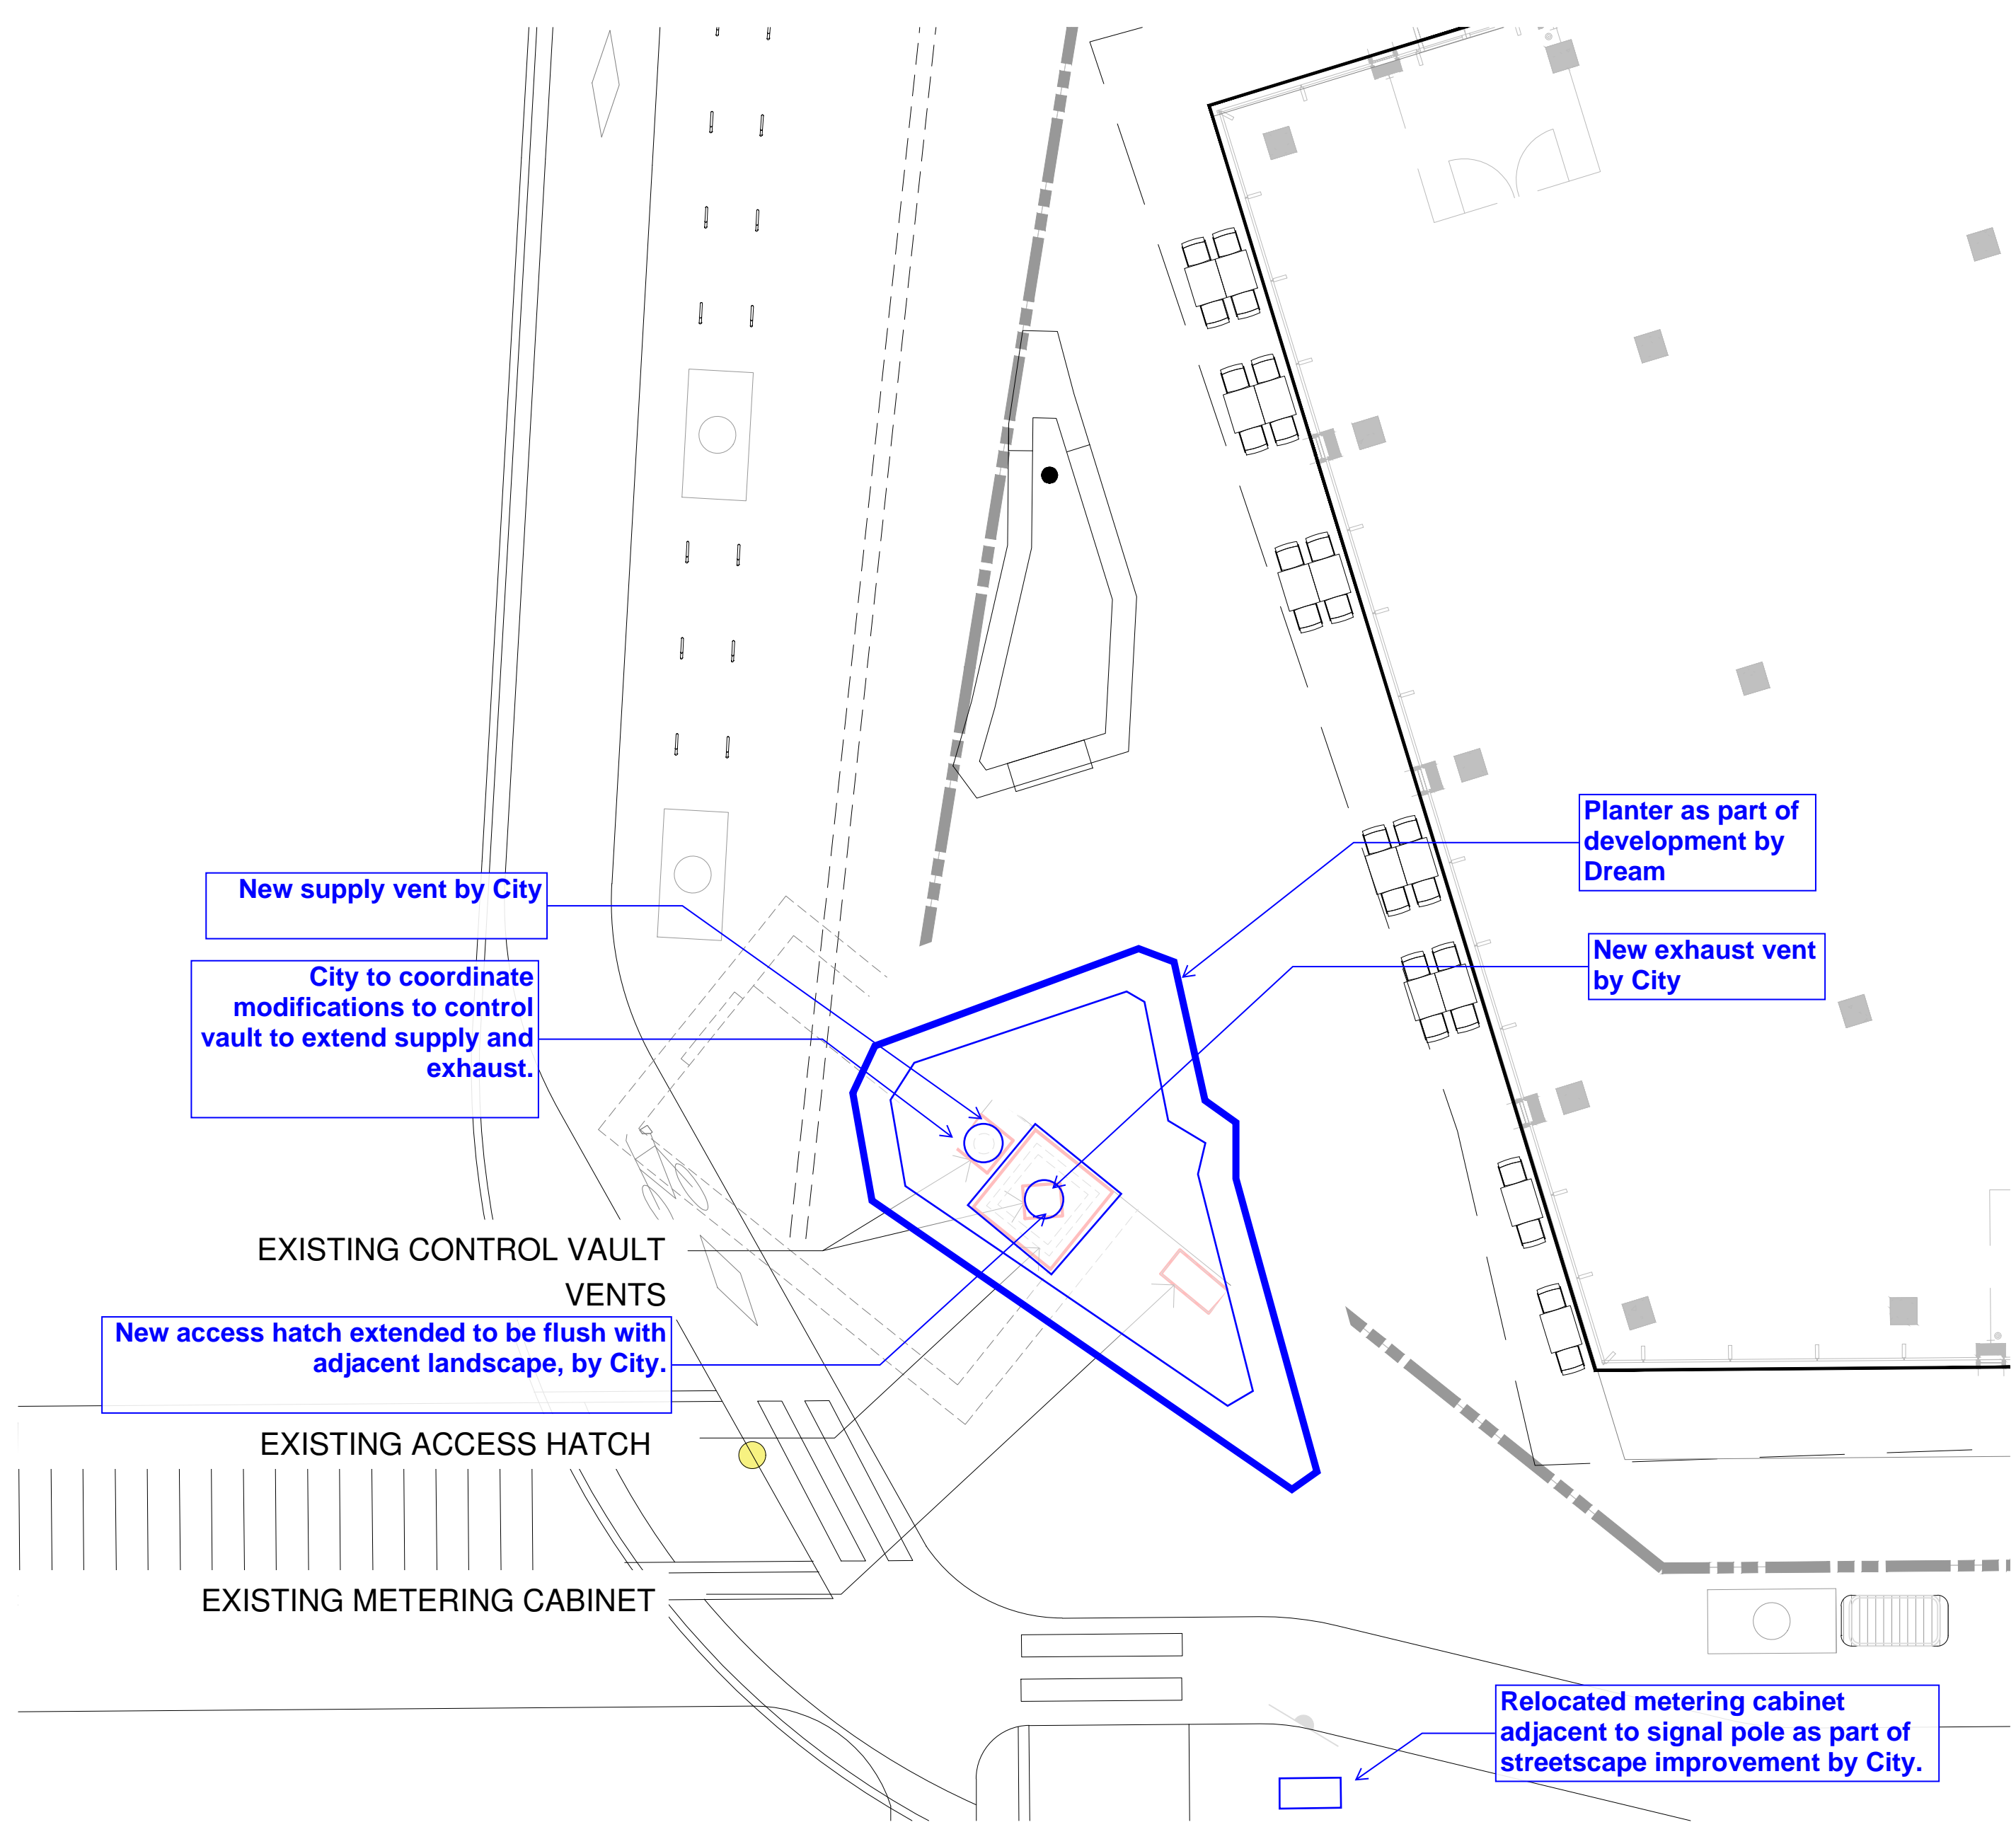 Planter as part of
development by
Dream
New supply vent by City
New exhaust vent
by City
City to coordinate
modifications to control
vault to extend supply and
exhaust.
EXISTING CONTROL VAULT
VENTS
New access hatch extended to be flush with
adjacent landscape, by City.
EXISTING ACCESS HATCH
EXISTING METERING CABINET
Relocated metering cabinet
adjacent to signal pole as part of
streetscape improvement by City.